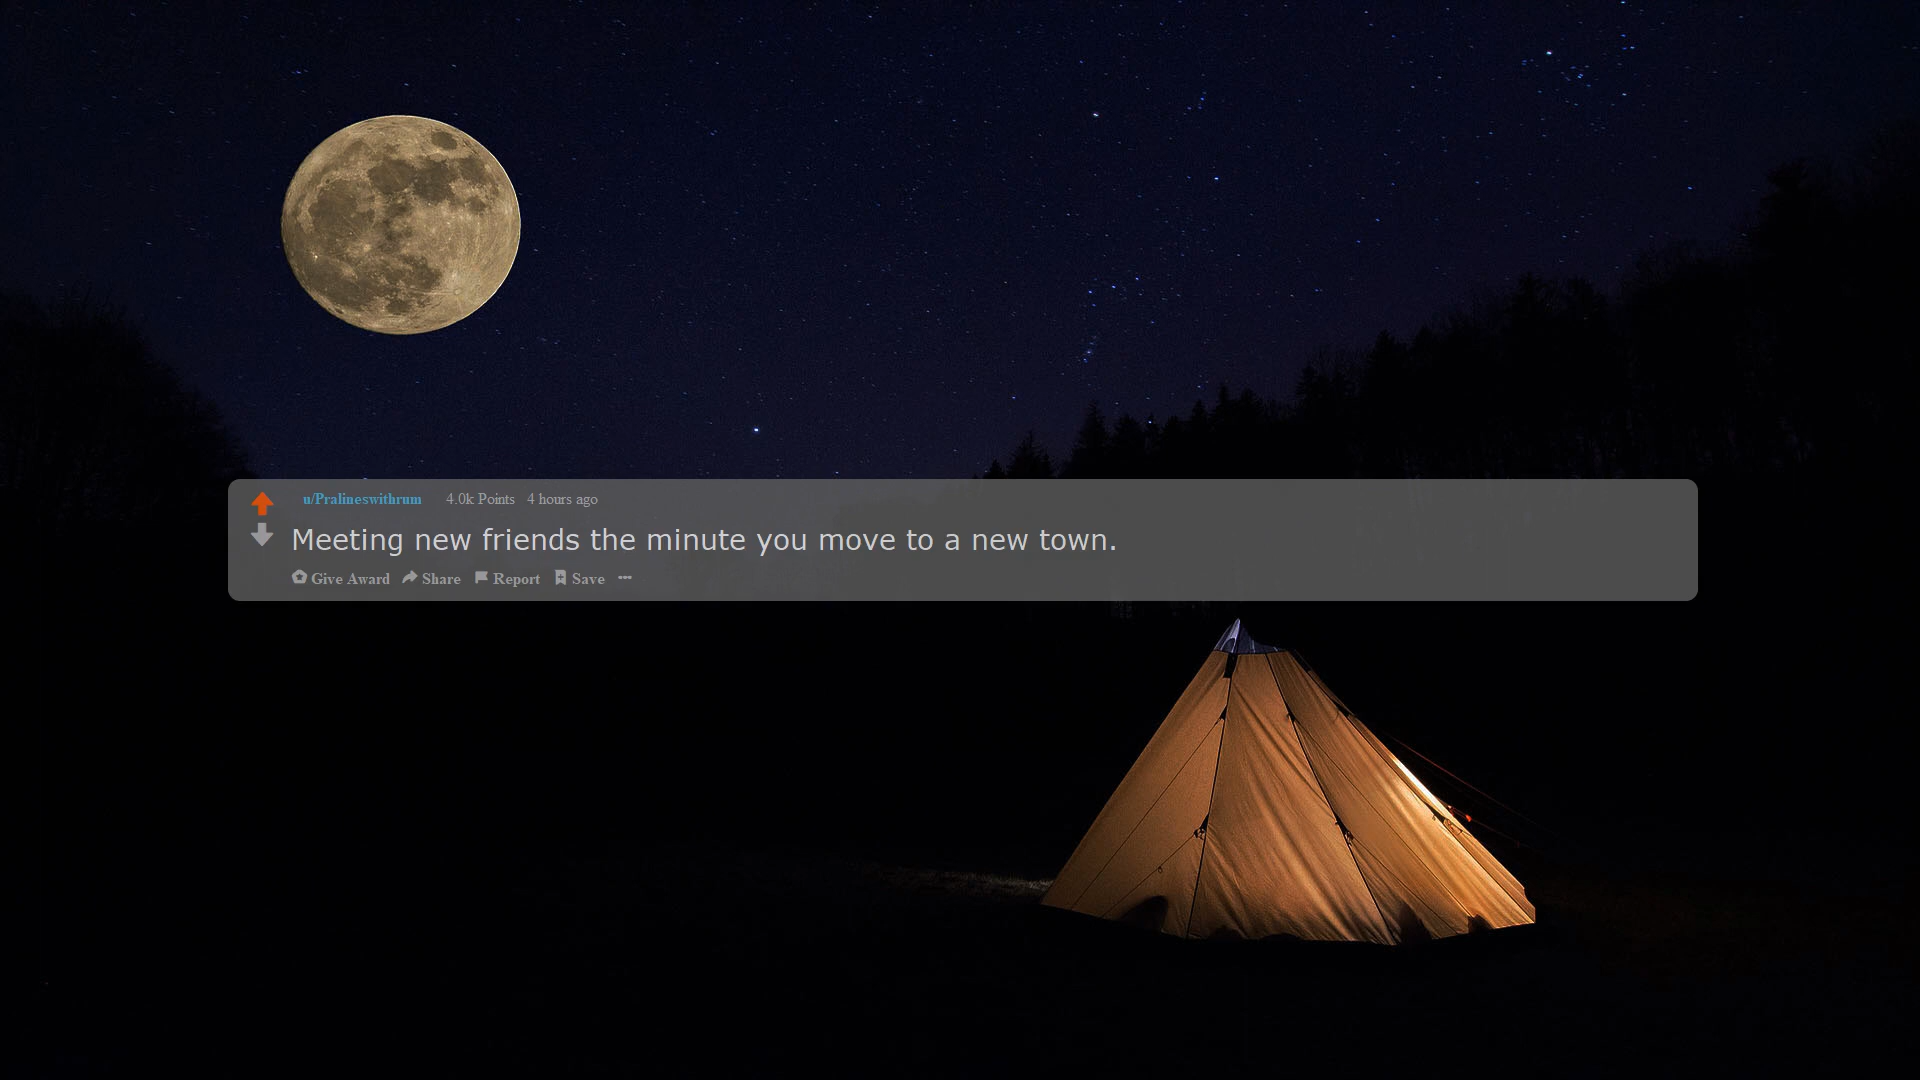 u/Pralineswithrum 4.0k Points 4 hours ago
Meeting new friends the minute you move to a new town.
Give Award Share Report Save